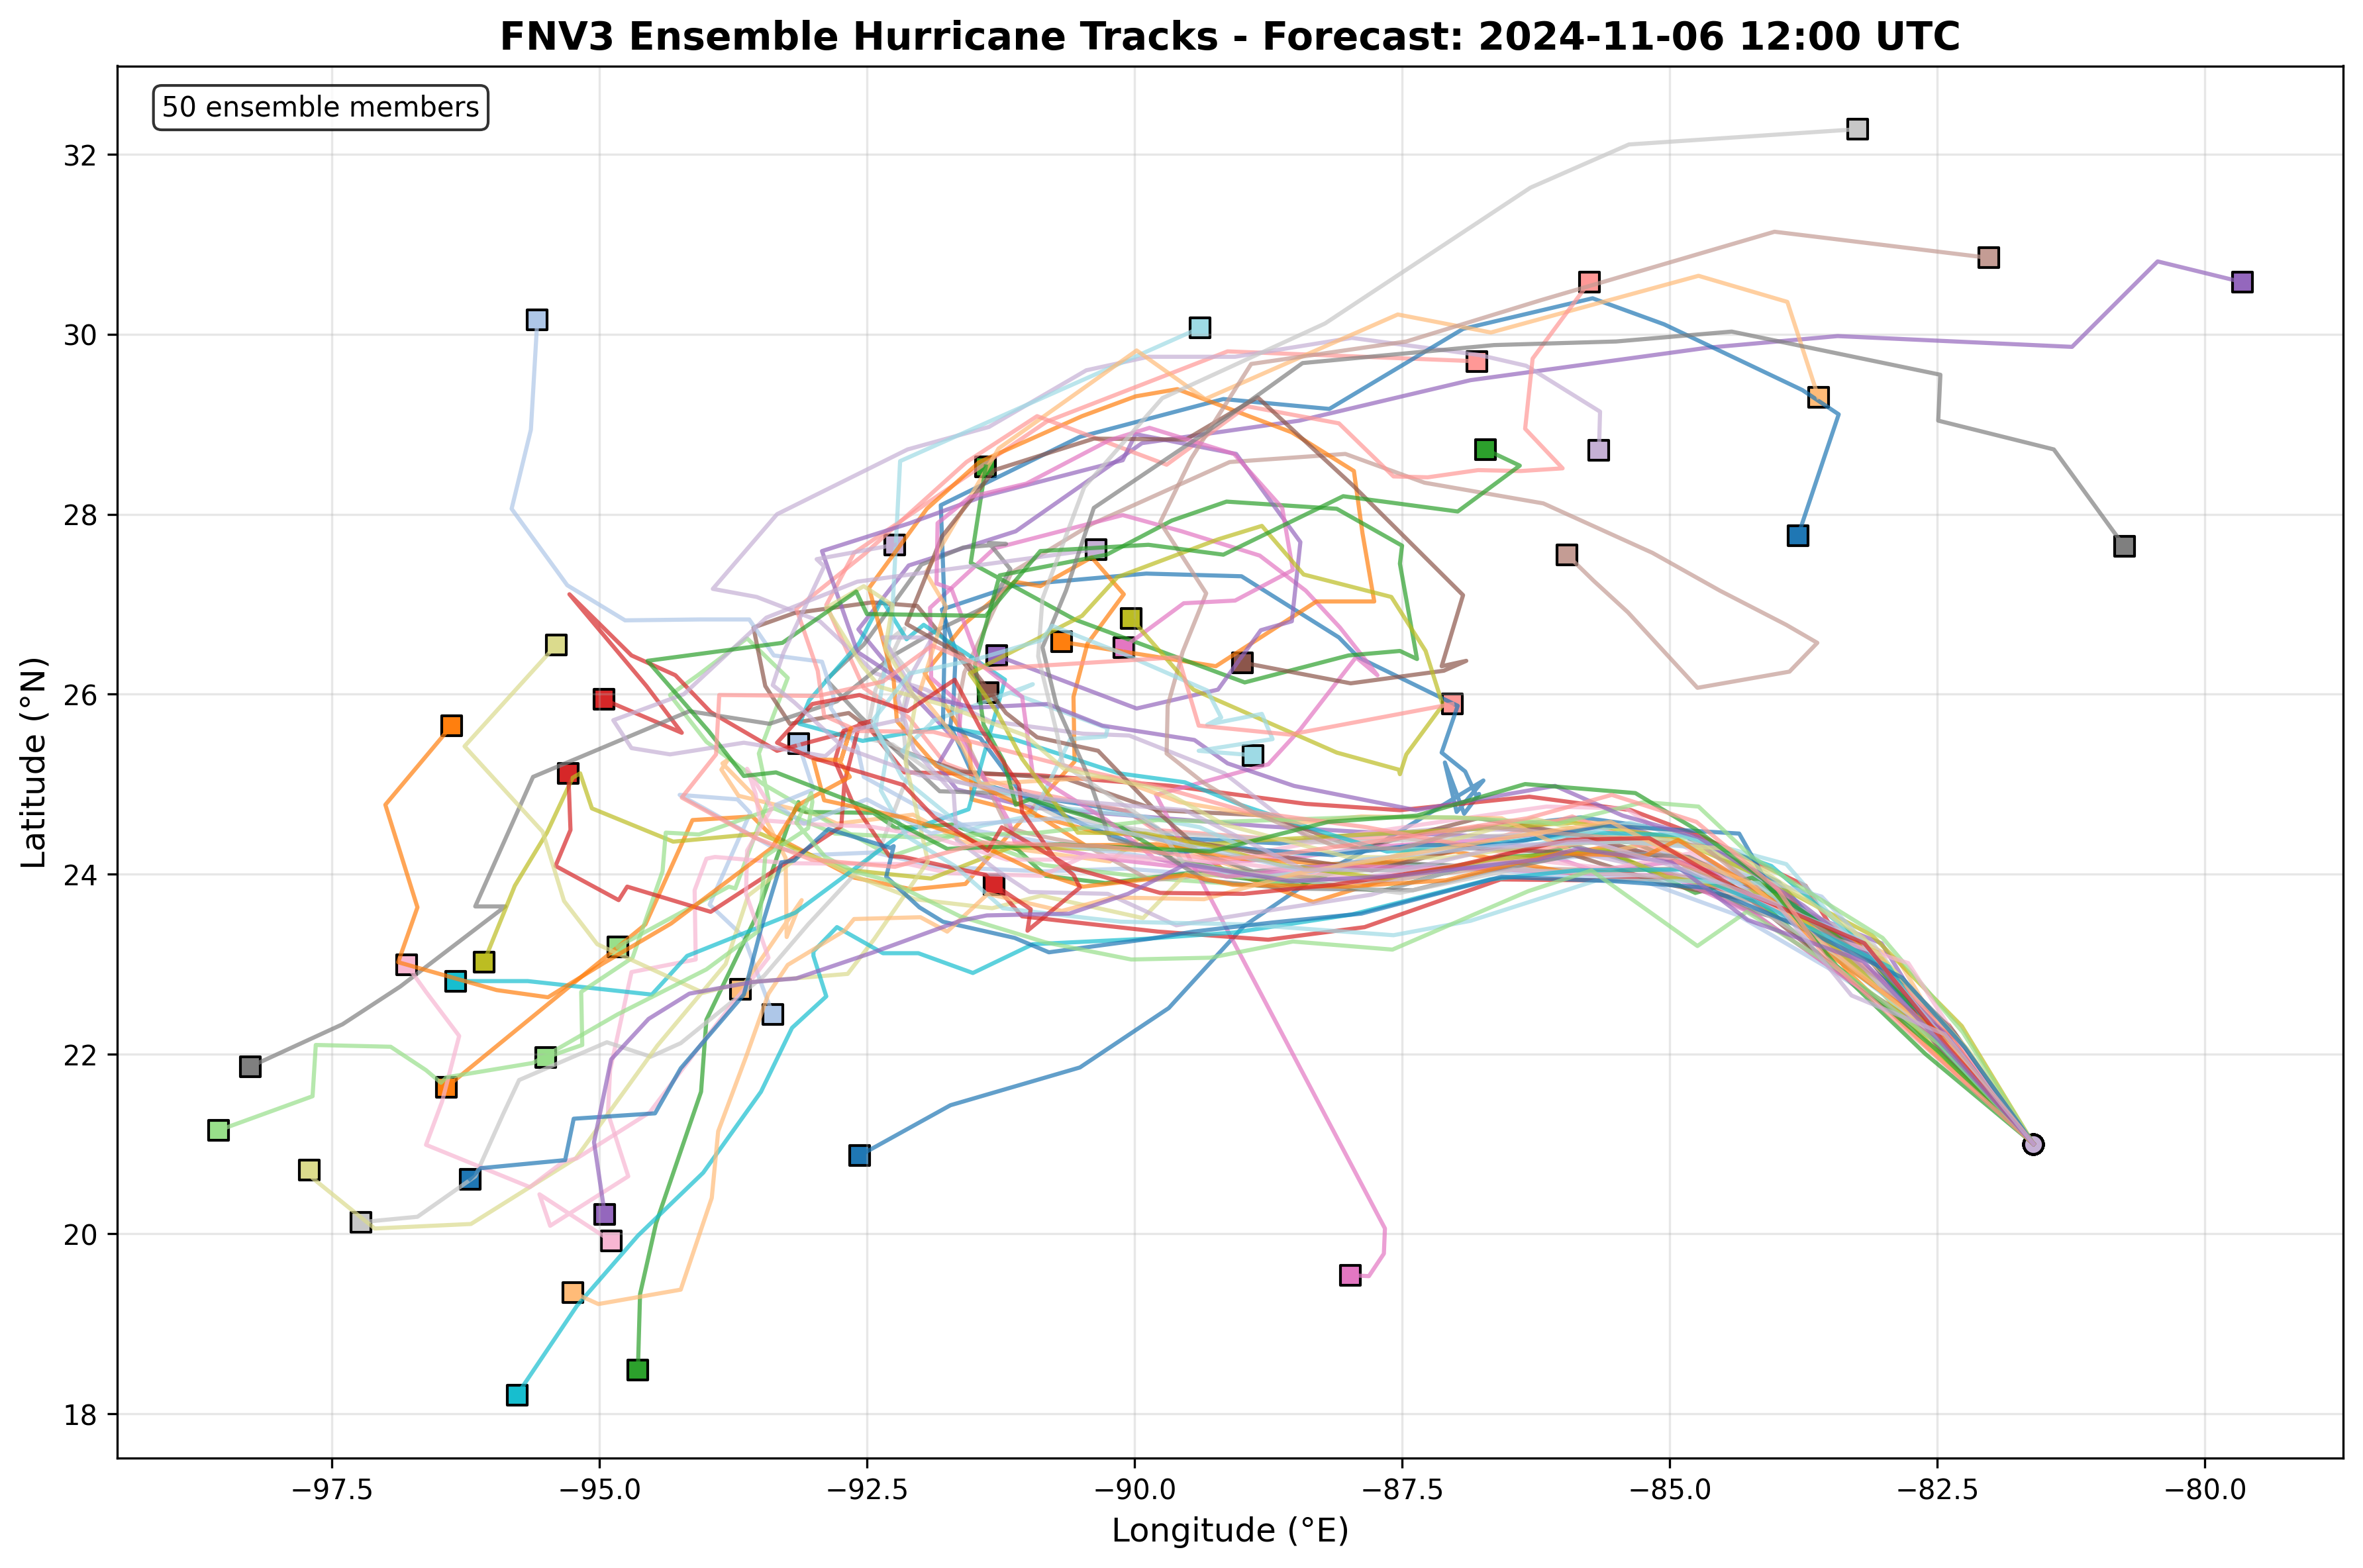 FNV3 Ensemble Hurricane Tracks - Forecast: 2024-11-06 12:00 UTC
50 ensemble members
32
30
28
26
24
22
20
18
Latitude (°N)
−97.5 −95.0 −92.5 −90.0 −87.5 −85.0 −82.5 −80.0
Longitude (°E)